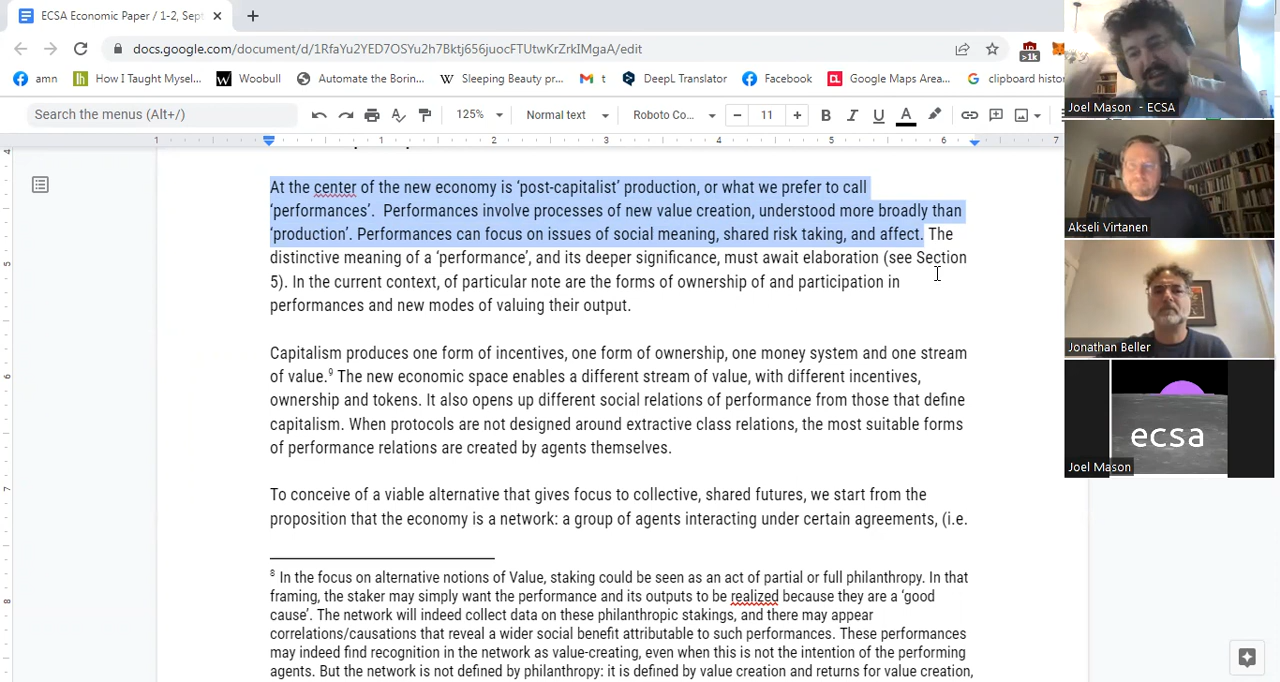 ECSA Economic Paper / 1-2, Sept
docs.google.com/document/d/1RfaYu2YED7OSYu2h7Bktj656juocFTUtwKrZrkIMgaA/edit
>1k
amn
How I Taught Mysel...
Woobull
Automate the Borin...
Sleeping Beauty pr...
t
DeepL Translator
Facebook
Google Maps Area...
clipboard histor
Search the menus (Alt+/)
125%
Normal text
Roboto Co...
11
1 1 2 3 4 5 6 7
At the center of the new economy is ‘post-capitalist’ production, or what we prefer to call
‘performances’.  Performances involve processes of new value creation, understood more broadly than
‘production’. Performances can focus on issues of social meaning, shared risk taking, and affect. The
distinctive meaning of a ‘performance’, and its deeper significance, must await elaboration (see Section
5). In the current context, of particular note are the forms of ownership of and participation in
performances and new modes of valuing their output.
Capitalism produces one form of incentives, one form of ownership, one money system and one stream
of value.⁹ The new economic space enables a different stream of value, with different incentives,
ownership and tokens. It also opens up different social relations of performance from those that define
capitalism. When protocols are not designed around extractive class relations, the most suitable forms
of performance relations are created by agents themselves.
To conceive of a viable alternative that gives focus to collective, shared futures, we start from the
proposition that the economy is a network: a group of agents interacting under certain agreements, (i.e.
⁸ In the focus on alternative notions of Value, staking could be seen as an act of partial or full philanthropy. In that
framing, the staker may simply want the performance and its outputs to be realized because they are a ‘good
cause’. The network will indeed collect data on these philanthropic stakings, and there may appear
correlations/causations that reveal a wider social benefit attributable to such performances. These performances
may indeed find recognition in the network as value-creating, even when this is not the intention of the performing
agents. But the network is not defined by philanthropy: it is defined by value creation and returns for value creation,
Joel Mason - ECSA
Akseli Virtanen
Jonathan Beller
ecsa
Joel Mason